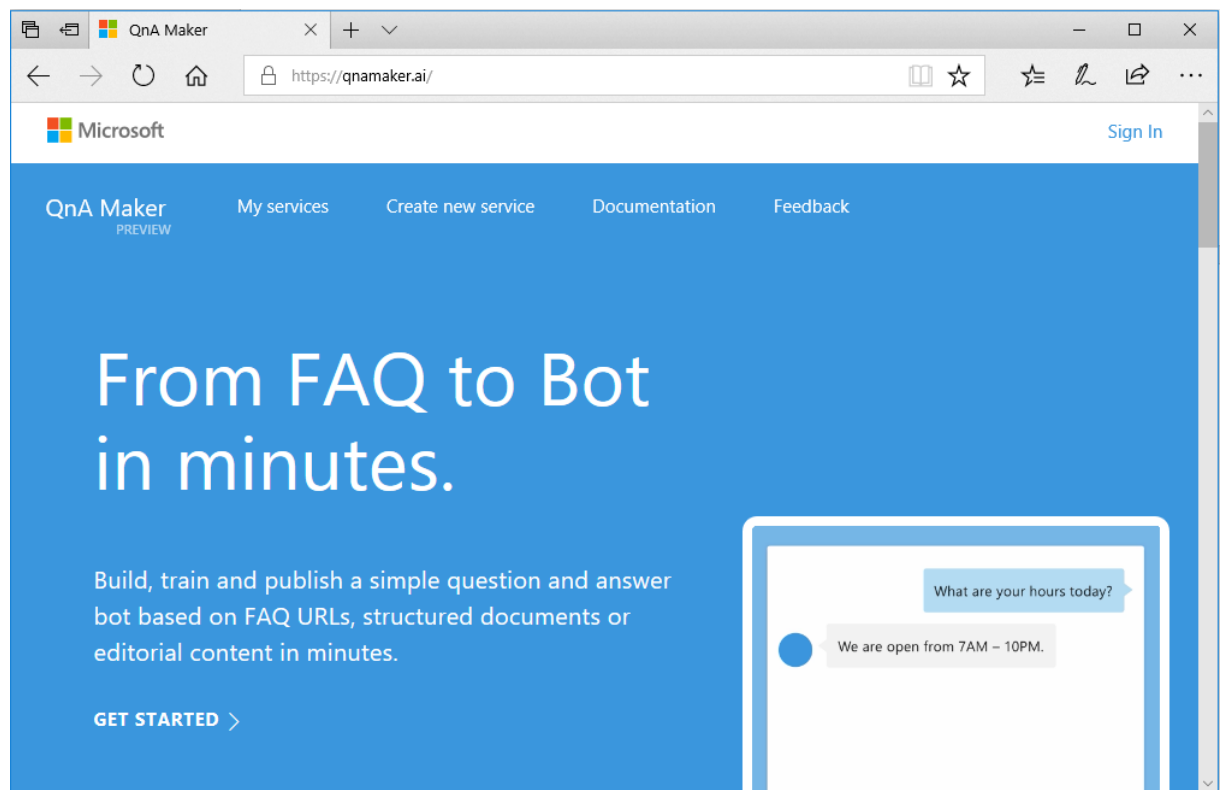 QnA Maker
https://qnamaker.ai/
Microsoft
Sign In
QnA Maker
PREVIEW
My services
Create new service
Documentation
Feedback
From FAQ to Bot
in minutes.
Build, train and publish a simple question and answer
bot based on FAQ URLs, structured documents or
editorial content in minutes.
GET STARTED
What are your hours today?
We are open from 7AM – 10PM.